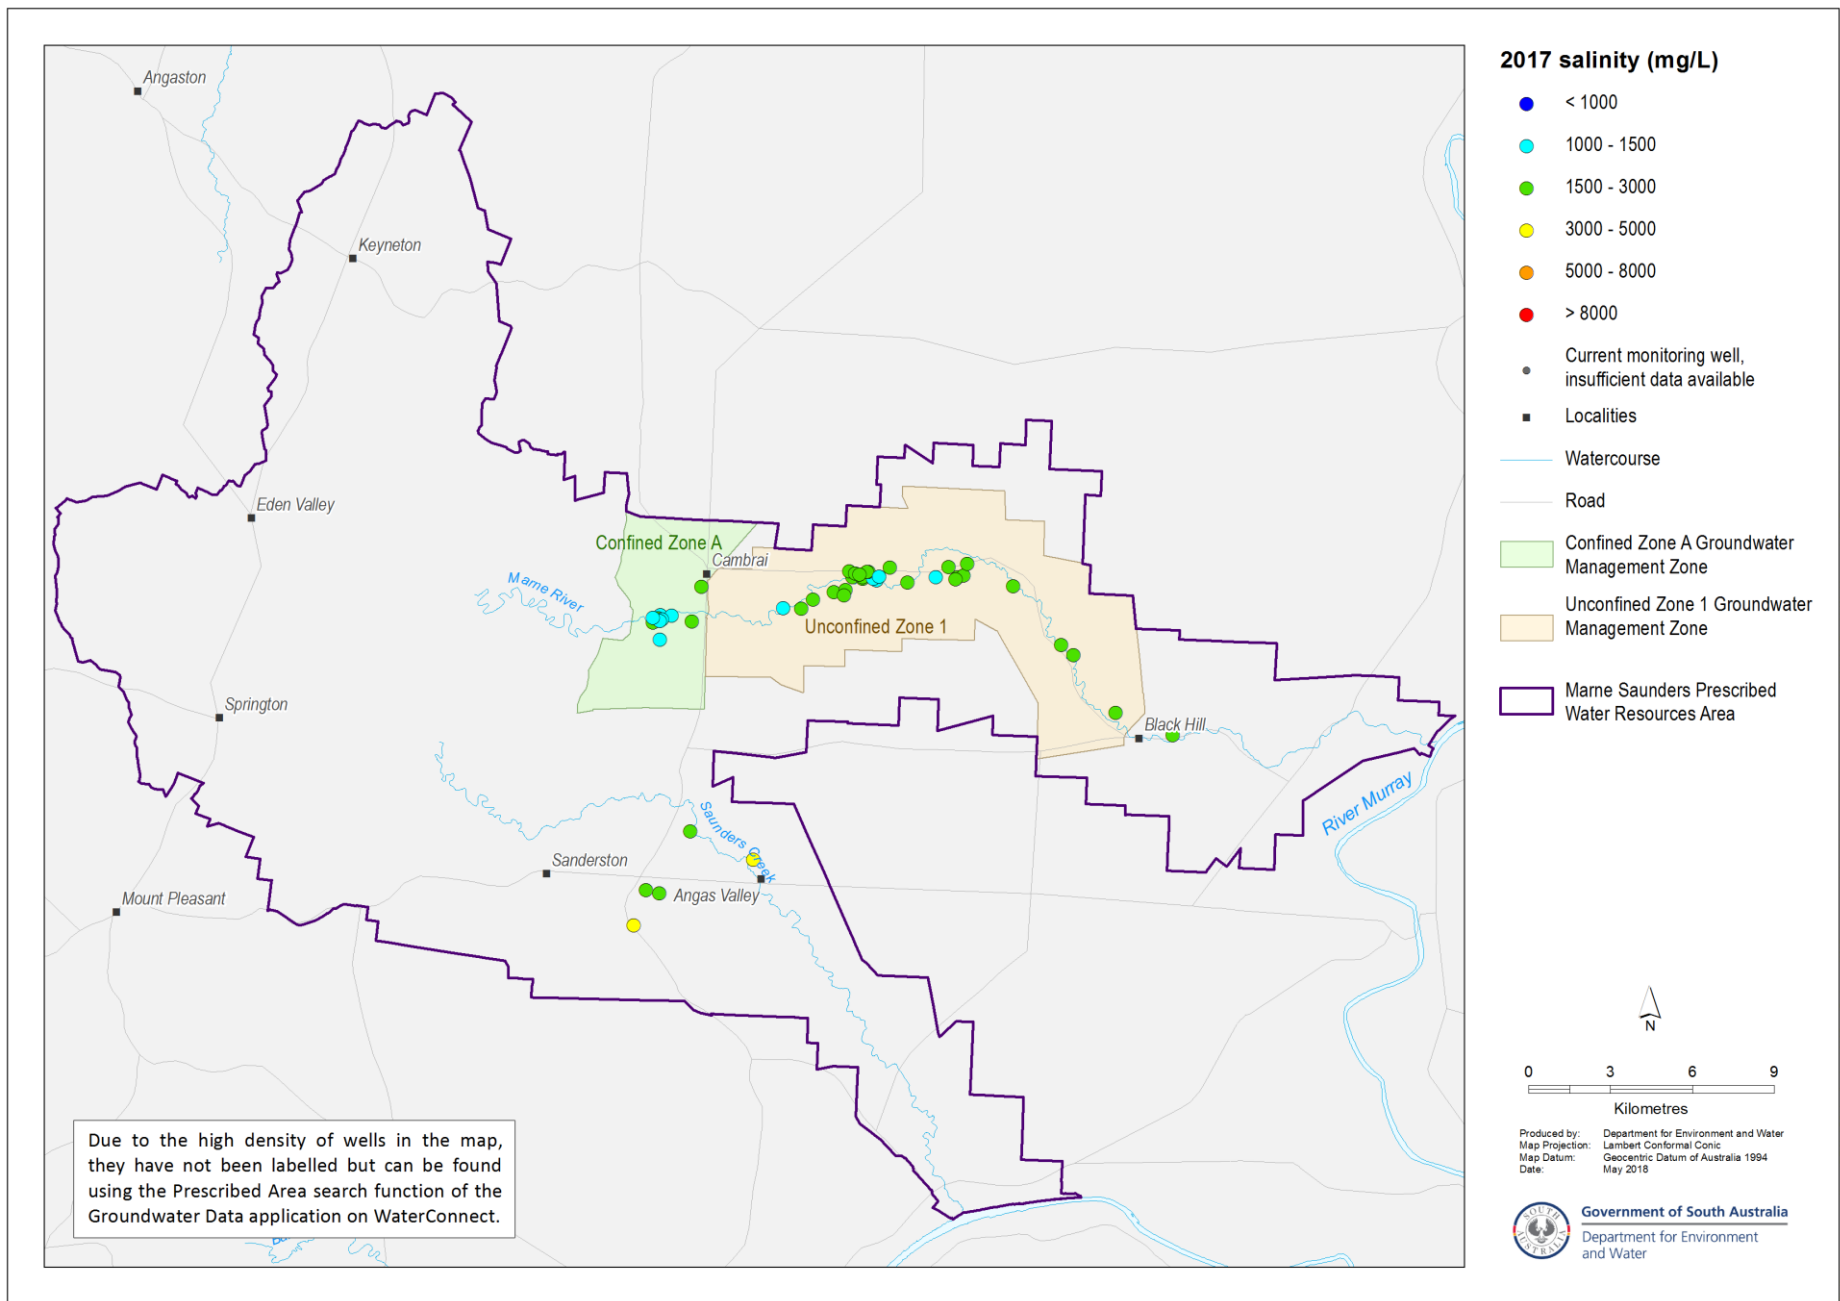 Angaston
Keyneton
Eden Valley
Confined Zone A
Cambrai
Marne River
Unconfined Zone 1
Springton
Black Hill
River Murray
Saunders Creek
Sanderston
Angas Valley
Mount Pleasant
Due to the high density of wells in the map,
they have not been labelled but can be found
using the Prescribed Area search function of the
Groundwater Data application on WaterConnect.
2017 salinity (mg/L)
< 1000
1000 - 1500
1500 - 3000
3000 - 5000
5000 - 8000
> 8000
Current monitoring well,
insufficient data available
Localities
Watercourse
Road
Confined Zone A Groundwater
Management Zone
Unconfined Zone 1 Groundwater
Management Zone
Marne Saunders Prescribed
Water Resources Area
N
0 3 6 9
Kilometres
Produced by: Department for Environment and Water
Map Projection: Lambert Conformal Conic
Map Datum: Geocentric Datum of Australia 1994
Date: May 2018
SOUTH AUSTRALIA
Government of South Australia
Department for Environment
and Water